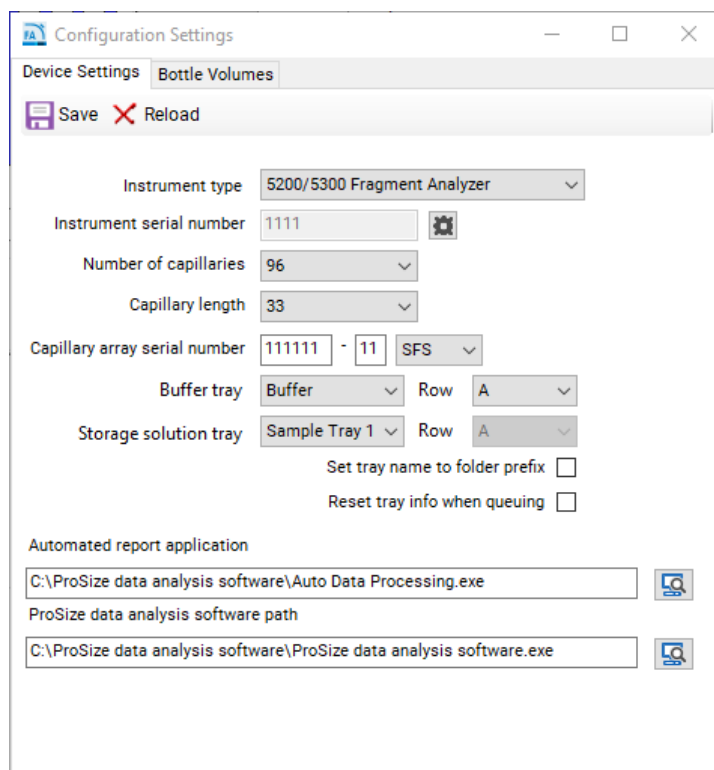 FA Configuration Settings
Device Settings Bottle Volumes
Save Reload
Instrument type 5200/5300 Fragment Analyzer
Instrument serial number 1111
Number of capillaries 96
Capillary length 33
Capillary array serial number 111111 - 11 SFS
Buffer tray Buffer Row A
Storage solution tray Sample Tray 1 Row A
Set tray name to folder prefix
Reset tray info when queuing
Automated report application
C:\ProSize data analysis software\Auto Data Processing.exe
ProSize data analysis software path
C:\ProSize data analysis software\ProSize data analysis software.exe